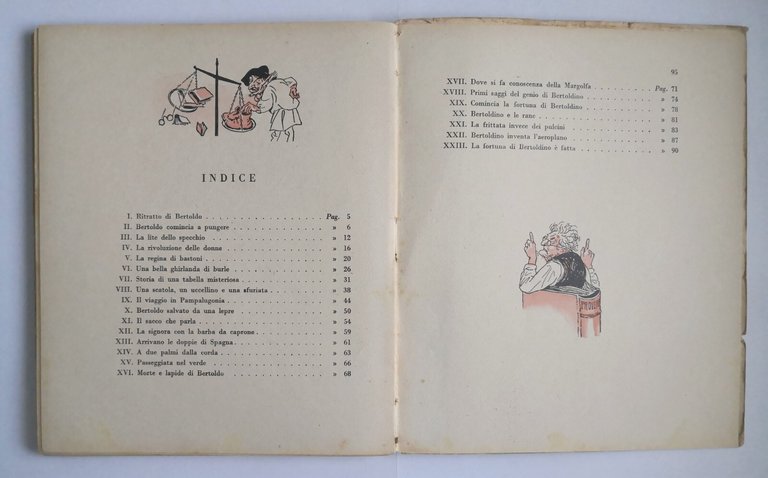 INDICE
I. Ritratto di Bertoldo . . . . . . . . . . . . . . . Pag. 5
II. Bertoldo comincia a pungere . . . . . . . . . . . . » 6
III. La lite dello specchio . . . . . . . . . . . . . . » 12
IV. La rivoluzione delle donne . . . . . . . . . . . . » 16
V. La regina di bastoni . . . . . . . . . . . . . . . » 20
VI. Una bella ghirlanda di burle . . . . . . . . . . . » 26
VII. Storia di una tabella misteriosa . . . . . . . . . » 31
VIII. Una scatola, un uccellino e una sfuriata . . . . . » 38
IX. Il viaggio in Pampalugonia . . . . . . . . . . . . » 44
X. Bertoldo salvato da una lepre . . . . . . . . . . . » 50
XI. Il sacco che parla . . . . . . . . . . . . . . . . » 54
XII. La signora con la barba da caprone . . . . . . . . » 59
XIII. Arrivano le doppie di Spagna . . . . . . . . . . . » 61
XIV. A due palmi dalla corda . . . . . . . . . . . . . » 63
XV. Passeggiata nel verde . . . . . . . . . . . . . . » 66
XVI. Morte e lapide di Bertoldo . . . . . . . . . . . . » 68
95
XVII. Dove si fa conoscenza della Margolfa . . . . . . . Pag. 71
XVIII. Primi saggi del genio di Bertoldino . . . . . . . » 74
XIX. Comincia la fortuna di Bertoldino . . . . . . . . » 78
XX. Bertoldino e le rane . . . . . . . . . . . . . . . » 81
XXI. La frittata invece dei pulcini . . . . . . . . . . » 83
XXII. Bertoldino inventa l'aeroplano . . . . . . . . . . » 87
XXIII. La fortuna di Bertoldino è fatta . . . . . . . . . » 90